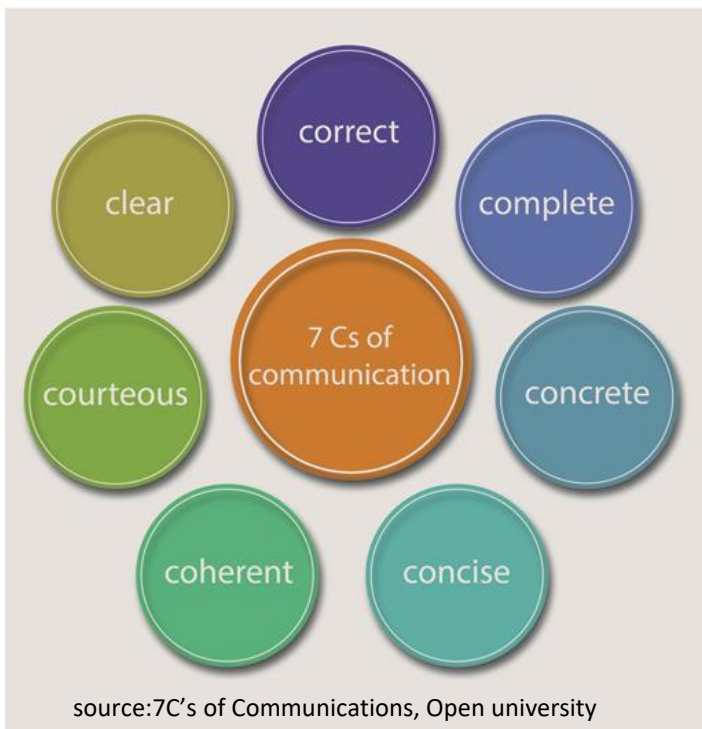 correct
clear
complete
7 Cs of
communication
courteous
concrete
coherent
concise
source:7C’s of Communications, Open university